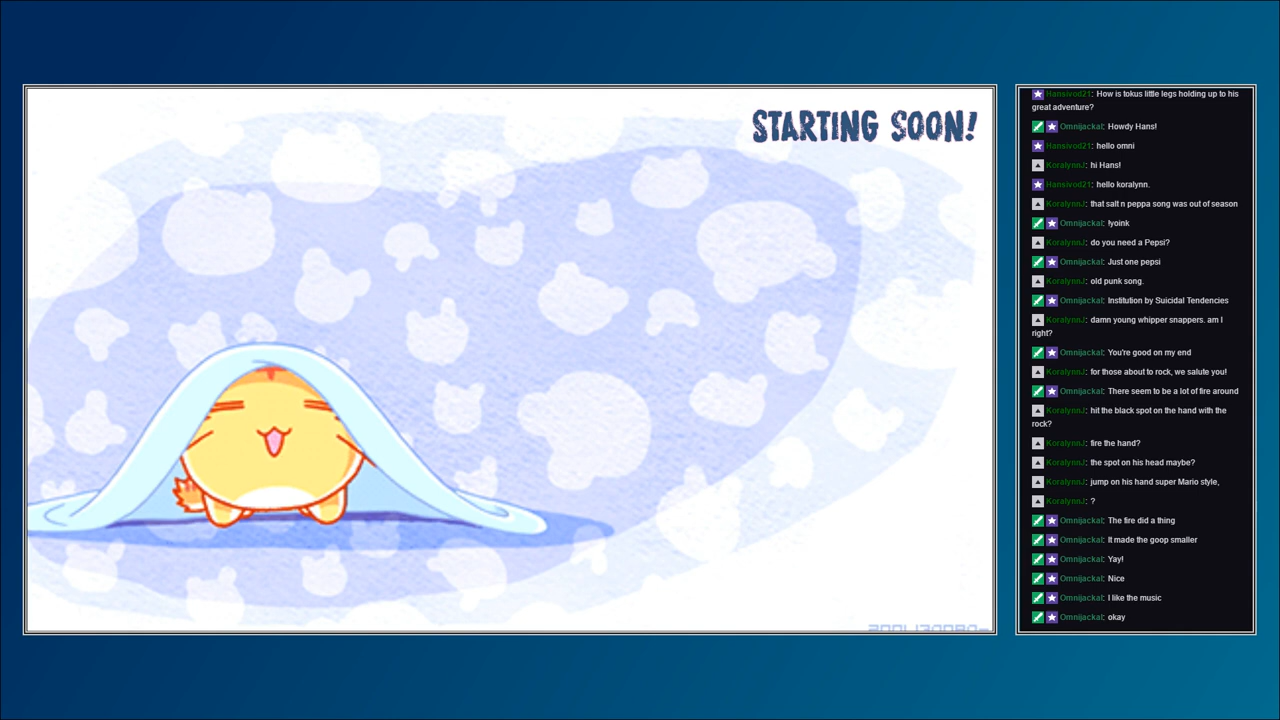 STARTING SOON!
Hansivod21: How is tokus little legs holding up to his
great adventure?
Omnijackal: Howdy Hans!
Hansivod21: hello omni
KoralynnJ: hi Hans!
Hansivod21: hello koralynn.
KoralynnJ: that salt n peppa song was out of season
Omnijackal: !yoink
KoralynnJ: do you need a Pepsi?
Omnijackal: Just one pepsi
KoralynnJ: old punk song.
Omnijackal: Institution by Suicidal Tendencies
KoralynnJ: damn young whipper snappers. am I
right?
Omnijackal: You're good on my end
KoralynnJ: for those about to rock, we salute you!
Omnijackal: There seem to be a lot of fire around
KoralynnJ: hit the black spot on the hand with the
rock?
KoralynnJ: fire the hand?
KoralynnJ: the spot on his head maybe?
KoralynnJ: jump on his hand super Mario style,
KoralynnJ: ?
Omnijackal: The fire did a thing
Omnijackal: It made the goop smaller
Omnijackal: Yay!
Omnijackal: Nice
Omnijackal: I like the music
Omnijackal: okay